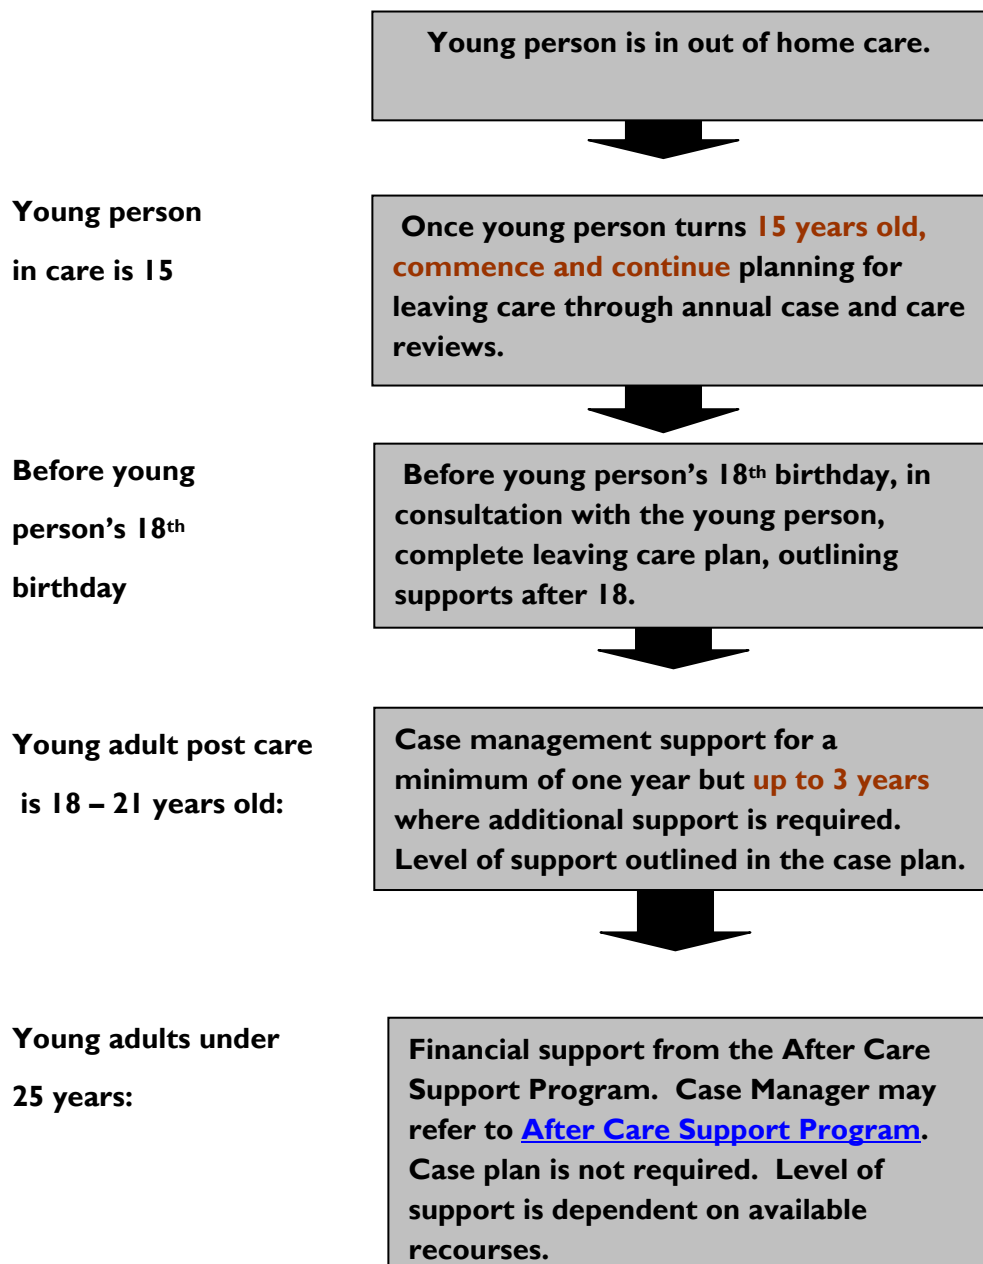 Young person is in out of home care.
Young person
in care is 15
Once young person turns 15 years old,
commence and continue planning for
leaving care through annual case and care
reviews.
Before young
person’s 18th
birthday
Before young person’s 18th birthday, in
consultation with the young person,
complete leaving care plan, outlining
supports after 18.
Young adult post care
is 18 – 21 years old:
Case management support for a
minimum of one year but up to 3 years
where additional support is required.
Level of support outlined in the case plan.
Young adults under
25 years:
Financial support from the After Care
Support Program. Case Manager may
refer to After Care Support Program.
Case plan is not required. Level of
support is dependent on available
recourses.